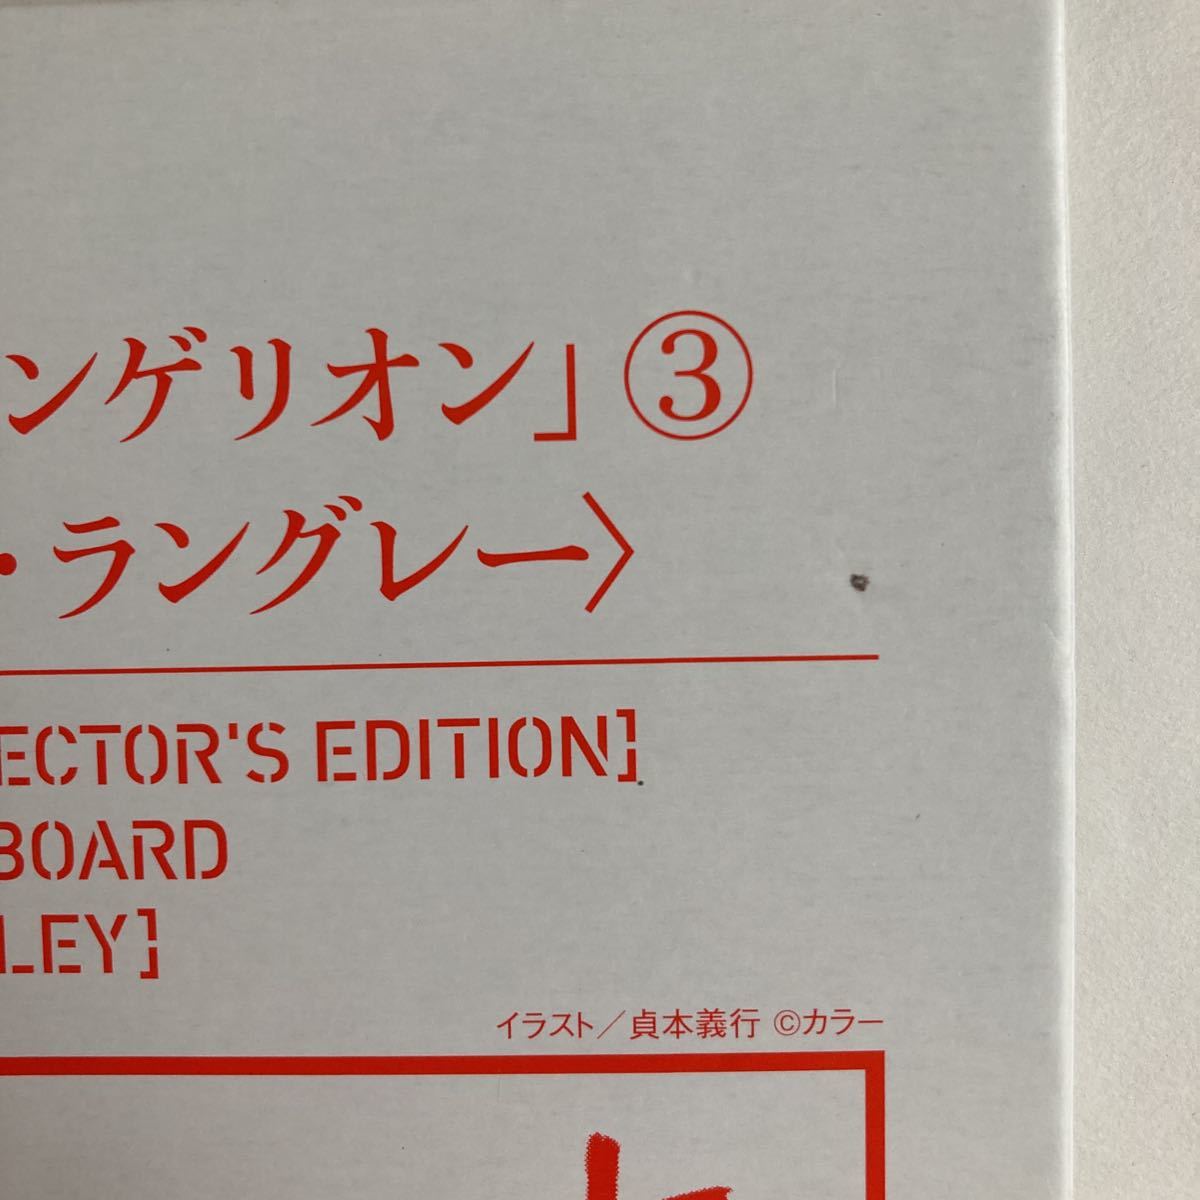 ンゲリオン」③
・ラングレー〉
ECTOR'S EDITION]
BOARD
LEY]
イラスト／貞本義行 ©カラー